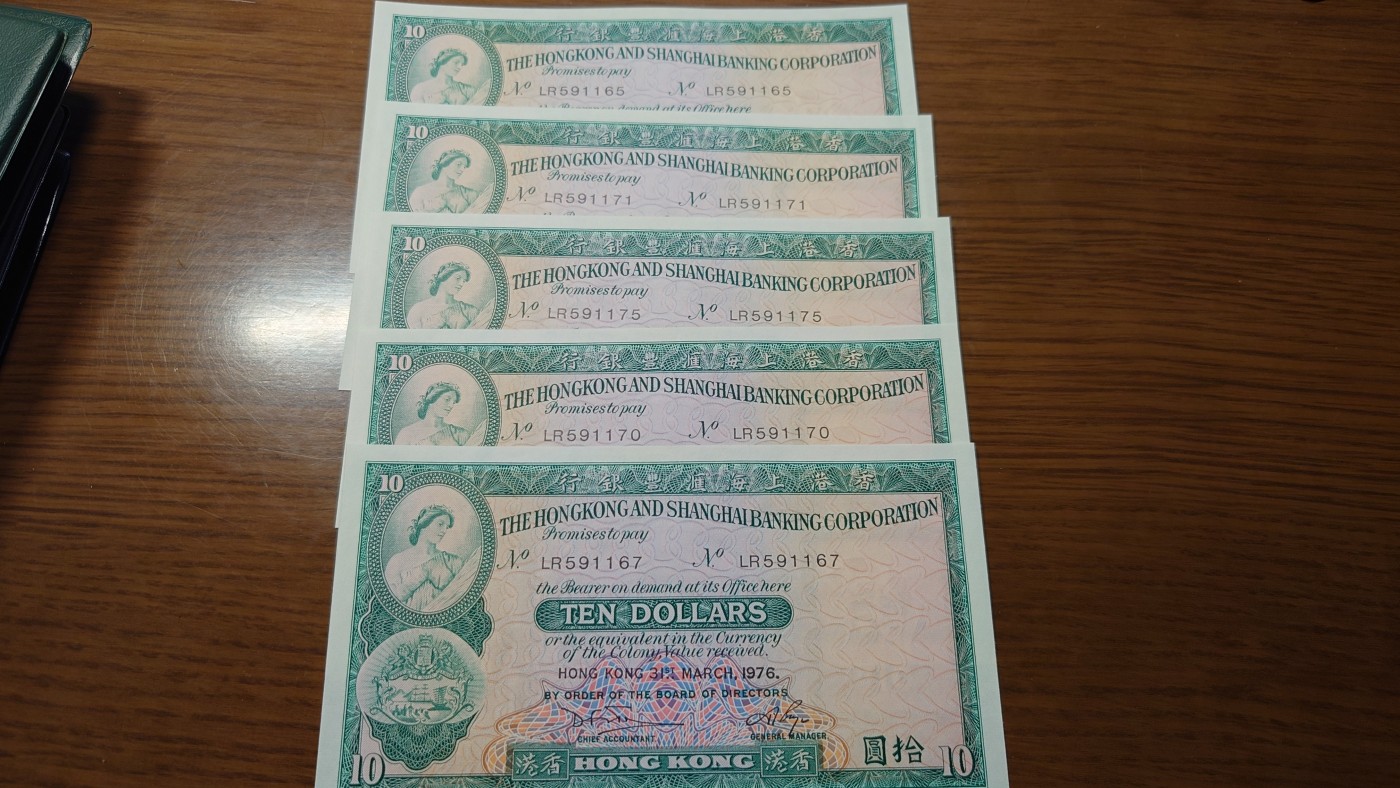 10 行銀豐滙海上港香
THE HONGKONG AND SHANGHAI BANKING CORPORATION
Promises to pay
Nº LR591165 Nº LR591165
the Bearer on demand at its Office here
10 行銀豐滙海上港香
THE HONGKONG AND SHANGHAI BANKING CORPORATION
Promises to pay
Nº LR591171 Nº LR591171
10 行銀豐滙海上港香
THE HONGKONG AND SHANGHAI BANKING CORPORATION
Promises to pay
Nº LR591175 Nº LR591175
10 行銀豐滙海上港香
THE HONGKONG AND SHANGHAI BANKING CORPORATION
Promises to pay
Nº LR591170 Nº LR591170
10 行銀豐滙海上港香
THE HONGKONG AND SHANGHAI BANKING CORPORATION
Promises to pay
Nº LR591167 Nº LR591167
the Bearer on demand at its Office here
TEN DOLLARS
or the equivalent in the Currency
of the Colony Value received.
HONG KONG 31ST MARCH, 1976.
BY ORDER OF THE BOARD OF DIRECTORS
CHIEF ACCOUNTANT GENERAL MANAGER
10 港香 HONG KONG 港香 圓拾 10